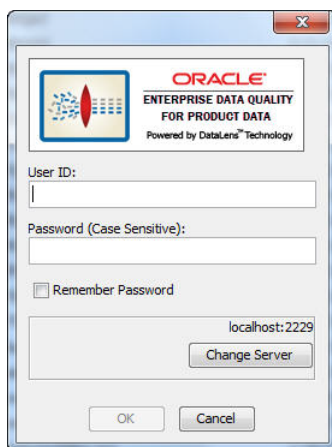 ORACLE®
ENTERPRISE DATA QUALITY
FOR PRODUCT DATA
Powered by DataLens™ Technology
User ID:
Password (Case Sensitive):
Remember Password
localhost:2229
Change Server
OK Cancel